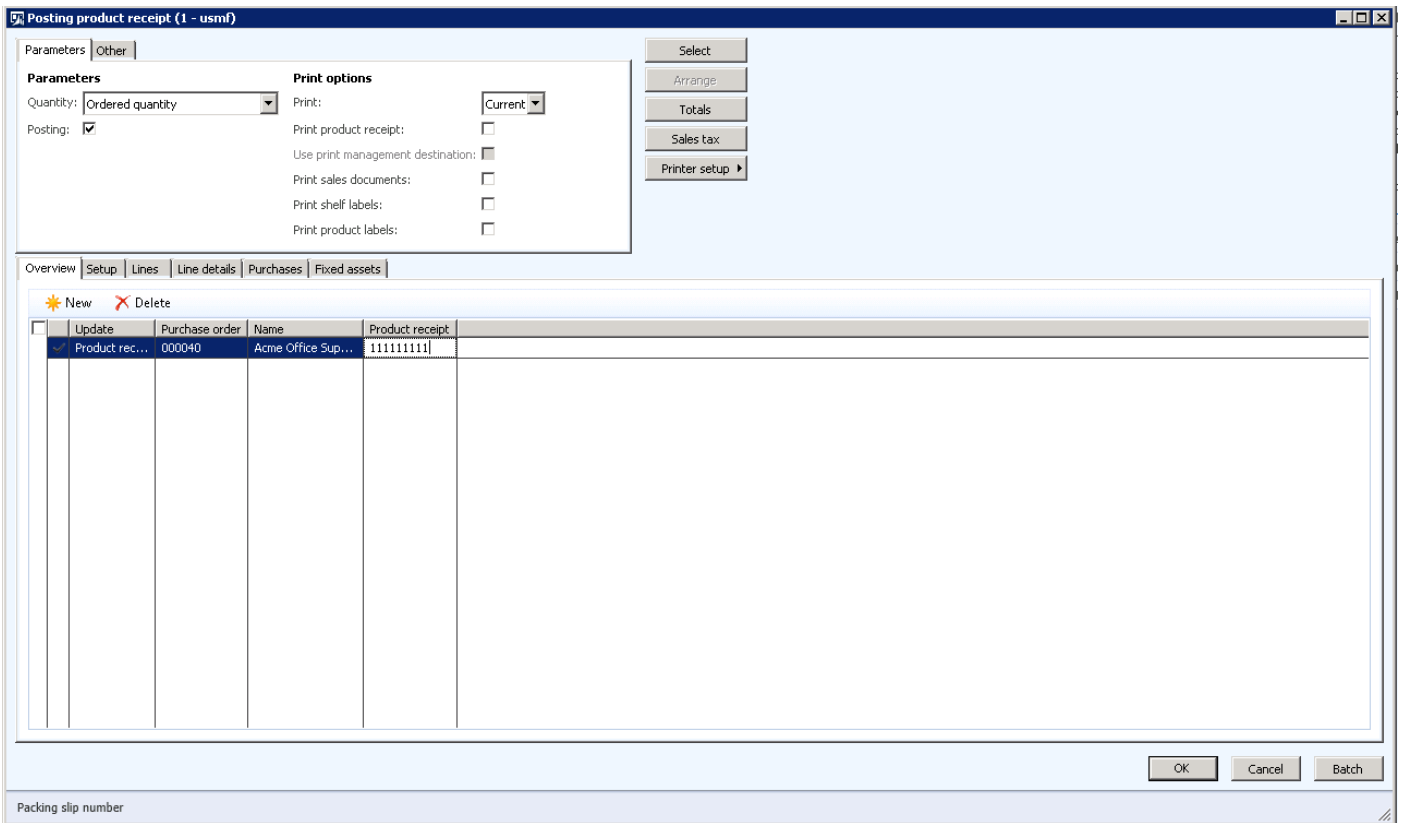 Posting product receipt (1 - usmf)
Parameters Other
Parameters
Quantity: Ordered quantity
Posting:
Print options
Print: Current
Print product receipt:
Use print management destination:
Print sales documents:
Print shelf labels:
Print product labels:
Select
Arrange
Totals
Sales tax
Printer setup
Overview Setup Lines Line details Purchases Fixed assets
New Delete
Update Purchase order Name Product receipt
Product rec... 000040 Acme Office Sup... 111111111
OK Cancel Batch
Packing slip number